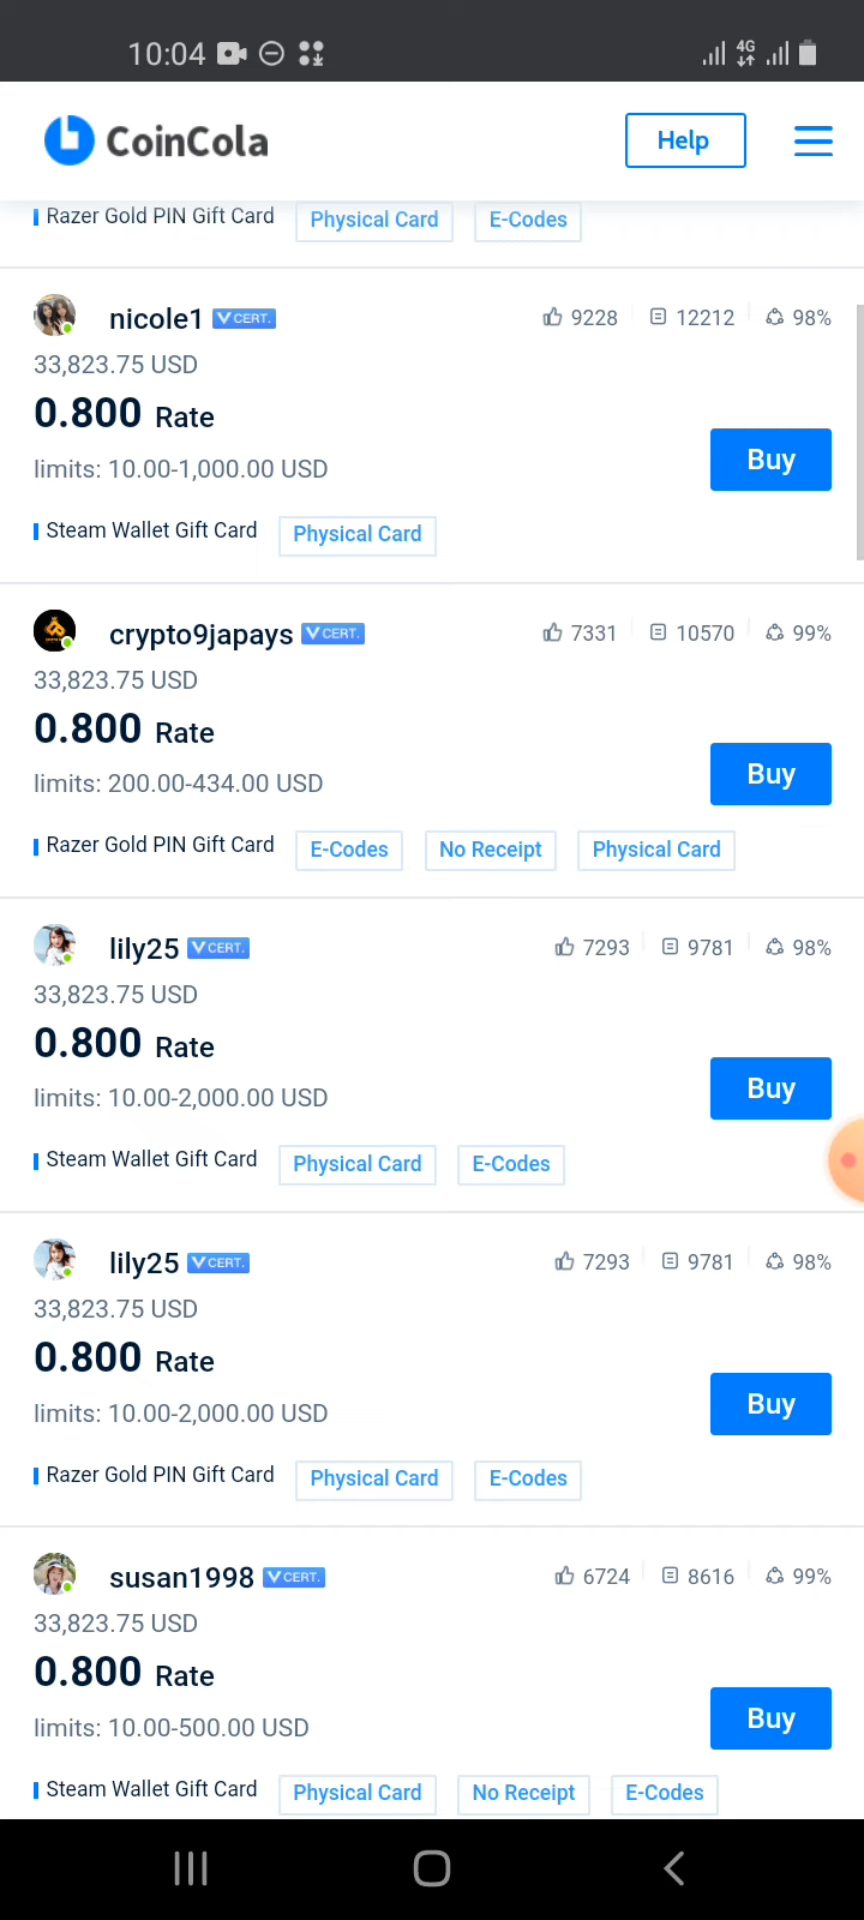 10:04 4G
CoinCola Help
Razer Gold PIN Gift Card Physical Card E-Codes
nicole1 V CERT. 9228 12212 98%
33,823.75 USD
0.800 Rate
limits: 10.00-1,000.00 USD Buy
Steam Wallet Gift Card Physical Card
crypto9japays V CERT. 7331 10570 99%
33,823.75 USD
0.800 Rate
limits: 200.00-434.00 USD Buy
Razer Gold PIN Gift Card E-Codes No Receipt Physical Card
lily25 V CERT. 7293 9781 98%
33,823.75 USD
0.800 Rate
limits: 10.00-2,000.00 USD Buy
Steam Wallet Gift Card Physical Card E-Codes
lily25 V CERT. 7293 9781 98%
33,823.75 USD
0.800 Rate
limits: 10.00-2,000.00 USD Buy
Razer Gold PIN Gift Card Physical Card E-Codes
susan1998 V CERT. 6724 8616 99%
33,823.75 USD
0.800 Rate
limits: 10.00-500.00 USD Buy
Steam Wallet Gift Card Physical Card No Receipt E-Codes